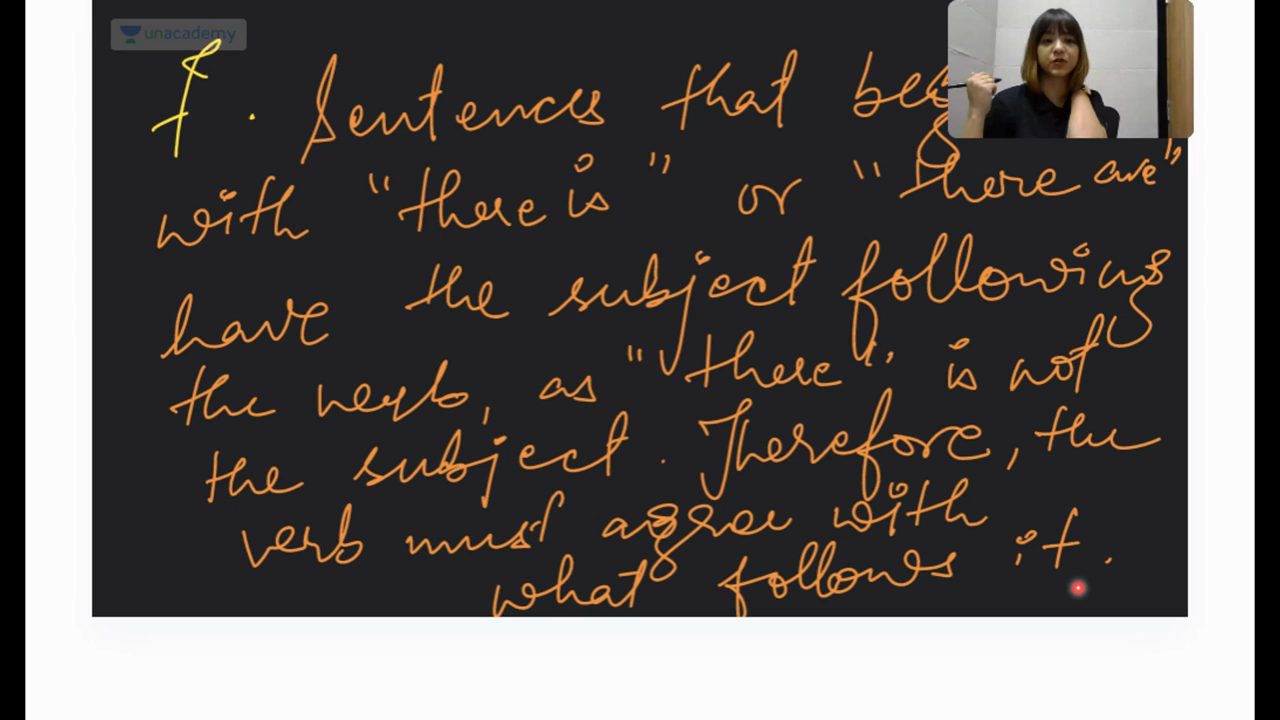 unacademy
f. Sentences that beg
with "there is" or "there are"
have the subject following
the verb, as "there" is not
the subject. Therefore, the
verb must agree with
what follows it.